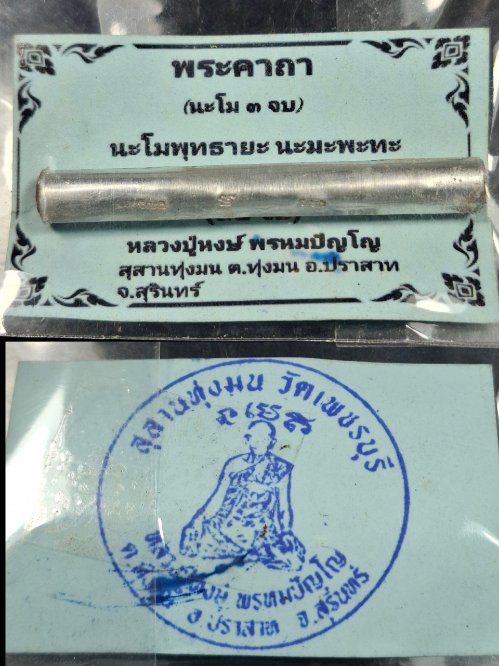 พระคาถา
(นะโม ๓ จบ)
นะโมพุทธายะ นะมะพะทะ
หลวงปู่หงษ์ พรหมปัญโญ
สุสานทุ่งมน ต.ทุ่งมน อ.ปราสาท
จ.สุรินทร์
สุสานทุ่งมน วัดเพชรบุรี
พรหมปัญโญ
อ.ปราสาท จ.สุรินทร์